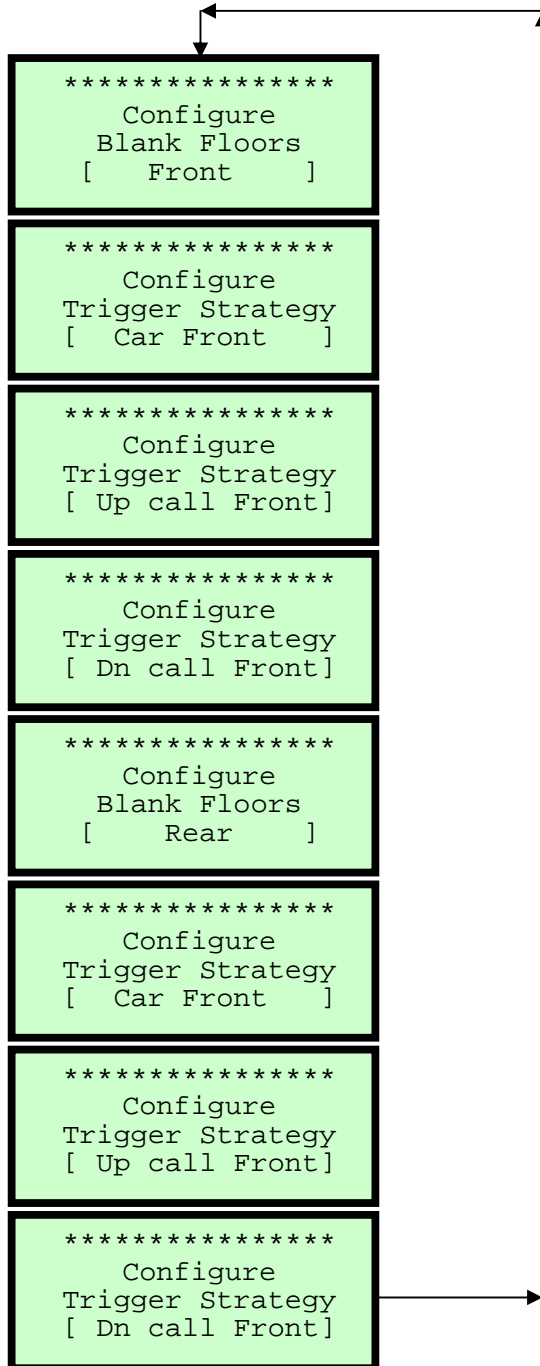 ****************
Configure
Blank Floors
[   Front    ]
****************
Configure
Trigger Strategy
[  Car Front   ]
****************
Configure
Trigger Strategy
[ Up call Front]
****************
Configure
Trigger Strategy
[ Dn call Front]
****************
Configure
Blank Floors
[    Rear    ]
****************
Configure
Trigger Strategy
[  Car Front   ]
****************
Configure
Trigger Strategy
[ Up call Front]
****************
Configure
Trigger Strategy
[ Dn call Front]